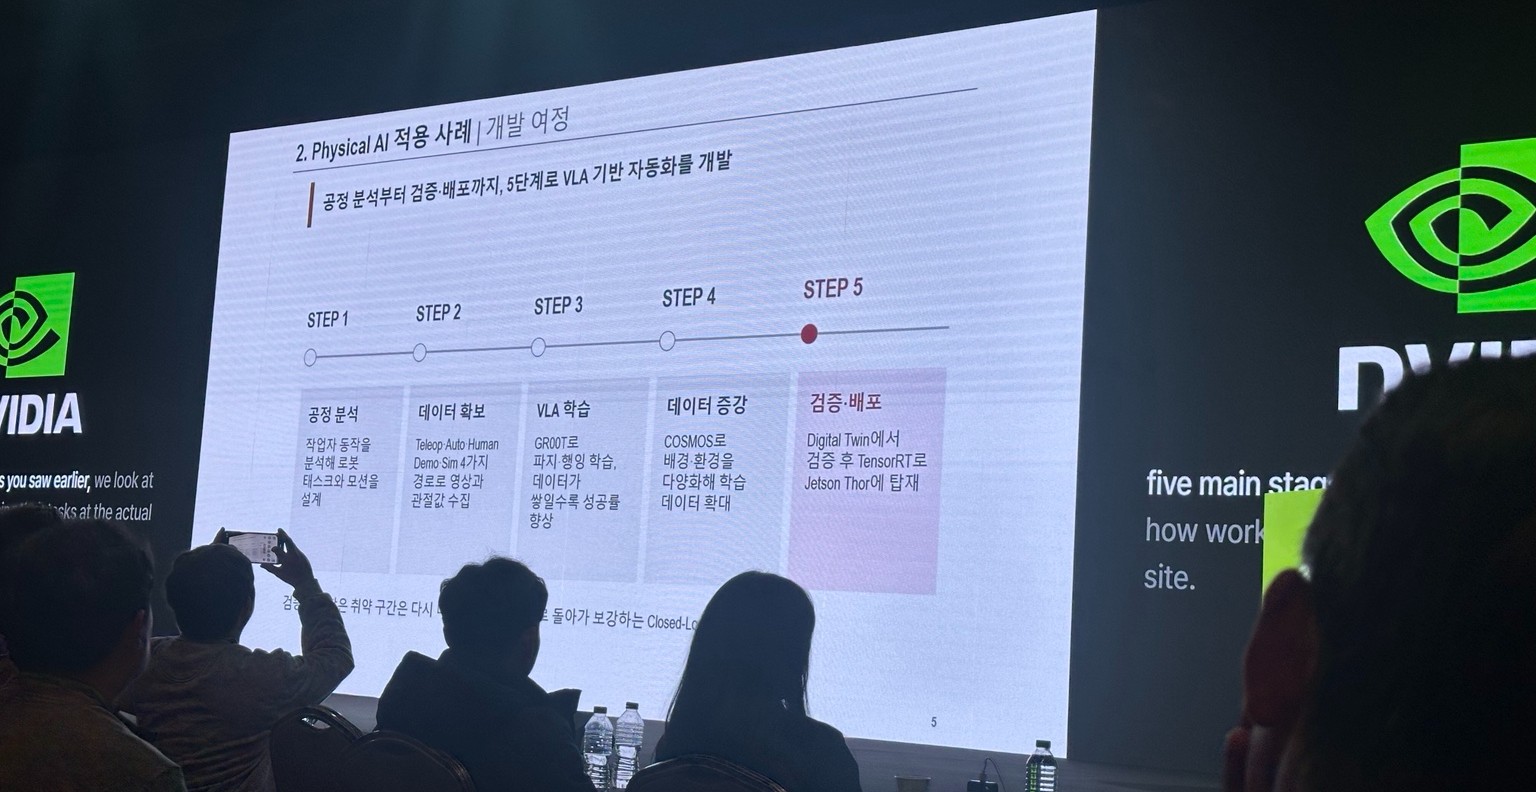 2. Physical AI 적용 사례 | 개발 여정
공정 분석부터 검증·배포까지, 5단계로 VLA 기반 자동화를 개발
STEP 1
공정 분석
작업자 동작을
분석해 로봇
태스크와 모션을
설계
STEP 2
데이터 확보
Teleop·Auto·Human
Demo·Sim 4가지
경로로 영상과
관절값 수집
STEP 3
VLA 학습
GR00T로
파지·행잉 학습,
데이터가
쌓일수록 성공률
향상
STEP 4
데이터 증강
COSMOS로
배경·환경을
다양화해 학습
데이터 확대
STEP 5
검증·배포
Digital Twin에서
검증 후 TensorRT로
Jetson Thor에 탑재
취약 구간은 다시 돌아가 보강하는
5
VIDIA
you saw earlier, we look at
at the actual
five main
how
site.